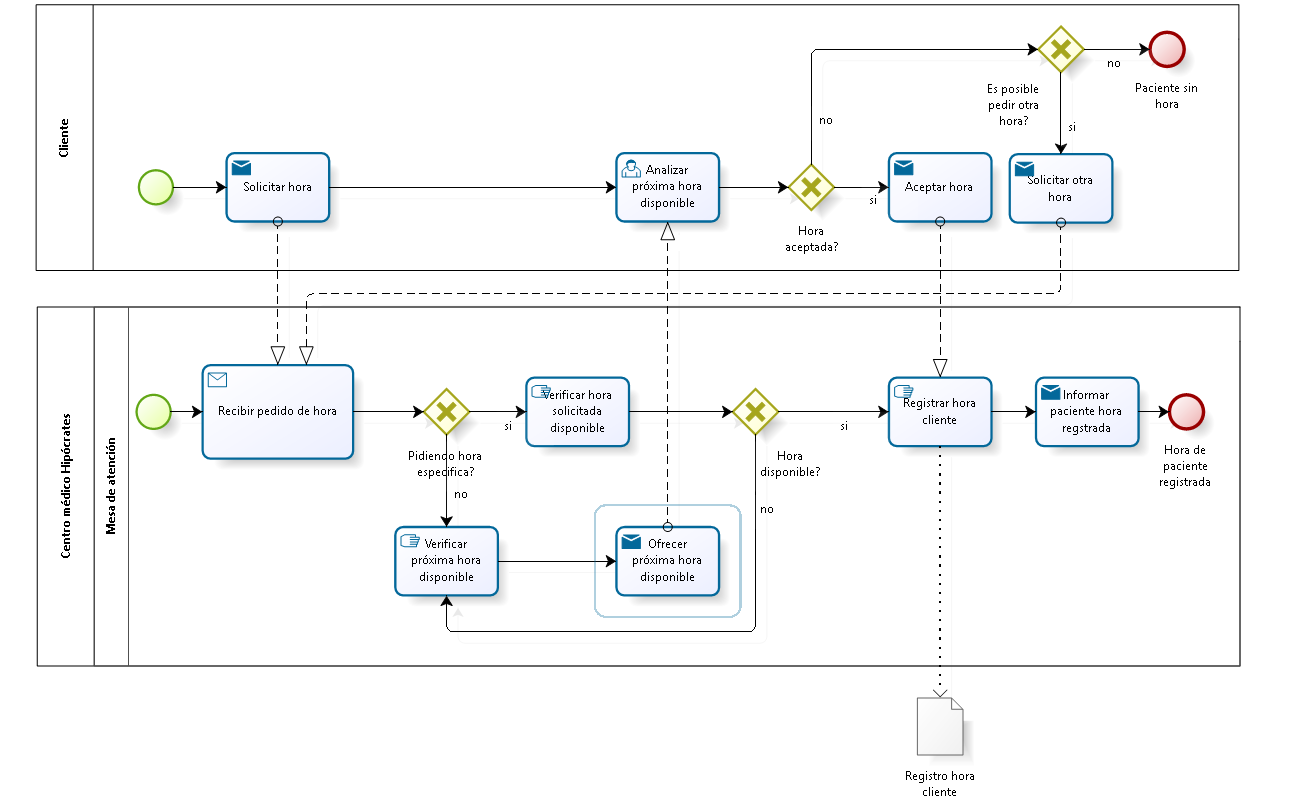 Cliente
Solicitar hora
Analizar
próxima hora
disponible
Hora
aceptada?
no
si
Aceptar hora
Es posible
pedir otra
hora?
no
si
Paciente sin
hora
Solicitar otra
hora
Centro médico Hipócrates
Mesa de atención
Recibir pedido de hora
Pidiendo hora
especifica?
si
no
Verificar hora
solicitada
disponible
Hora
disponible?
si
no
Verificar
próxima hora
disponible
Ofrecer
próxima hora
disponible
Registrar hora
cliente
Informar
paciente hora
regstrada
Hora de
paciente
registrada
Registro hora
cliente